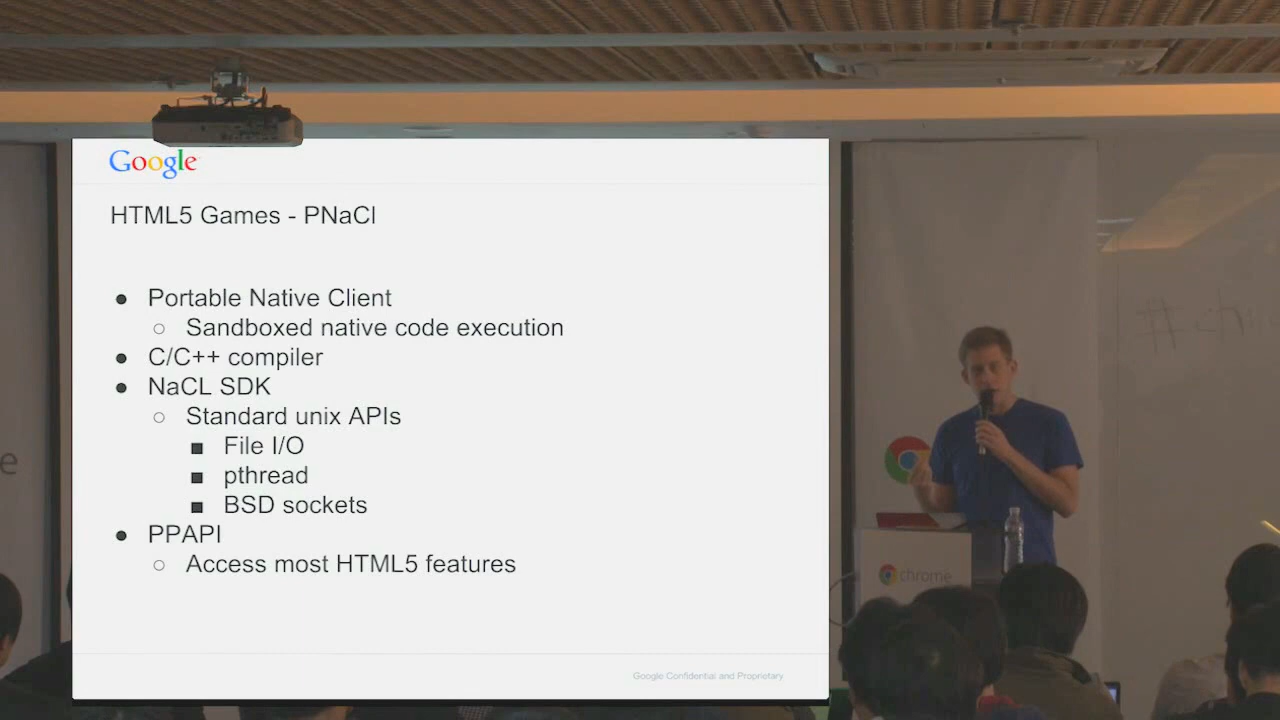 Google
HTML5 Games - PNaCl
● Portable Native Client
○ Sandboxed native code execution
● C/C++ compiler
● NaCL SDK
○ Standard unix APIs
■ File I/O
■ pthread
■ BSD sockets
● PPAPI
○ Access most HTML5 features
Google Confidential and Proprietary
chrome